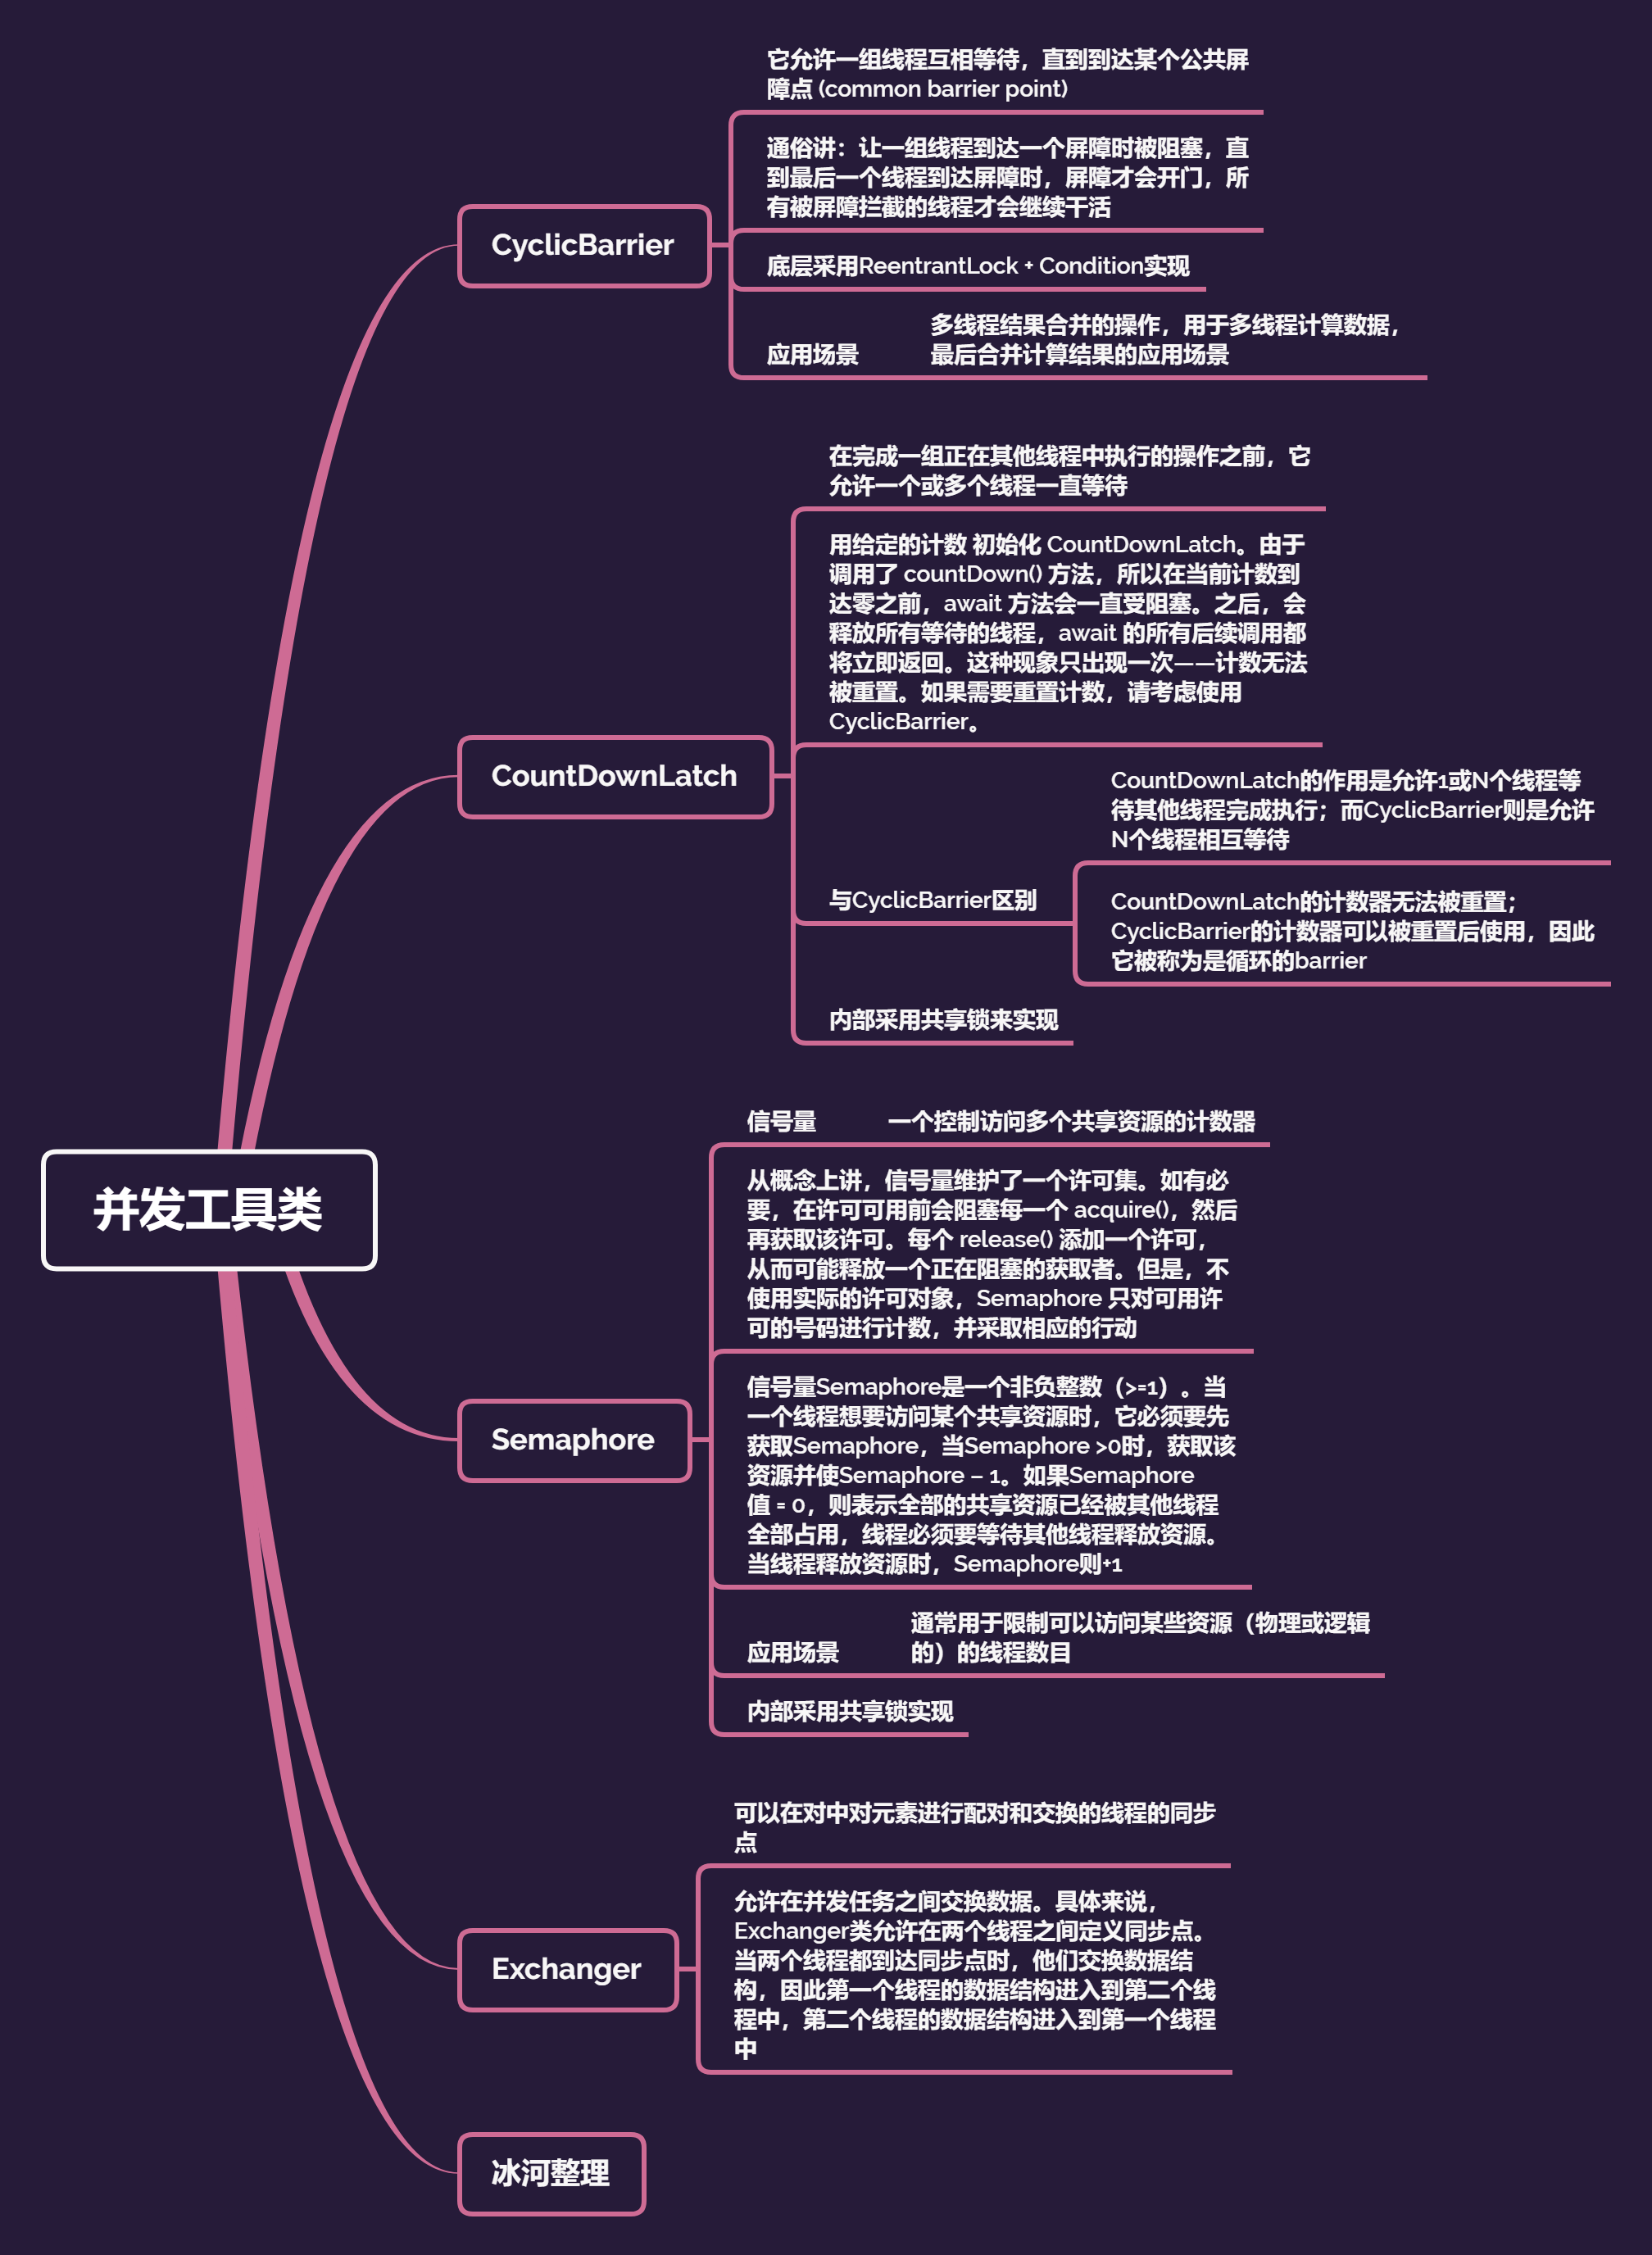 并发工具类
CyclicBarrier
它允许一组线程互相等待，直到到达某个公共屏
障点 (common barrier point)
通俗讲：让一组线程到达一个屏障时被阻塞，直
到最后一个线程到达屏障时，屏障才会开门，所
有被屏障拦截的线程才会继续干活
底层采用ReentrantLock + Condition实现
应用场景
多线程结果合并的操作，用于多线程计算数据，
最后合并计算结果的应用场景
CountDownLatch
在完成一组正在其他线程中执行的操作之前，它
允许一个或多个线程一直等待
用给定的计数 初始化 CountDownLatch。由于
调用了 countDown() 方法，所以在当前计数到
达零之前，await 方法会一直受阻塞。之后，会
释放所有等待的线程，await 的所有后续调用都
将立即返回。这种现象只出现一次——计数无法
被重置。如果需要重置计数，请考虑使用
CyclicBarrier。
与CyclicBarrier区别
CountDownLatch的作用是允许1或N个线程等
待其他线程完成执行；而CyclicBarrier则是允许
N个线程相互等待
CountDownLatch的计数器无法被重置；
CyclicBarrier的计数器可以被重置后使用，因此
它被称为是循环的barrier
内部采用共享锁来实现
Semaphore
信号量
一个控制访问多个共享资源的计数器
从概念上讲，信号量维护了一个许可集。如有必
要，在许可可用前会阻塞每一个 acquire()，然后
再获取该许可。每个 release() 添加一个许可，
从而可能释放一个正在阻塞的获取者。但是，不
使用实际的许可对象，Semaphore 只对可用许
可的号码进行计数，并采取相应的行动
信号量Semaphore是一个非负整数（>=1）。当
一个线程想要访问某个共享资源时，它必须要先
获取Semaphore，当Semaphore >0时，获取该
资源并使Semaphore – 1。如果Semaphore
值 = 0，则表示全部的共享资源已经被其他线程
全部占用，线程必须要等待其他线程释放资源。
当线程释放资源时，Semaphore则+1
应用场景
通常用于限制可以访问某些资源（物理或逻辑
的）的线程数目
内部采用共享锁实现
Exchanger
可以在对中对元素进行配对和交换的线程的同步
点
允许在并发任务之间交换数据。具体来说，
Exchanger类允许在两个线程之间定义同步点。
当两个线程都到达同步点时，他们交换数据结
构，因此第一个线程的数据结构进入到第二个线
程中，第二个线程的数据结构进入到第一个线程
中
冰河整理